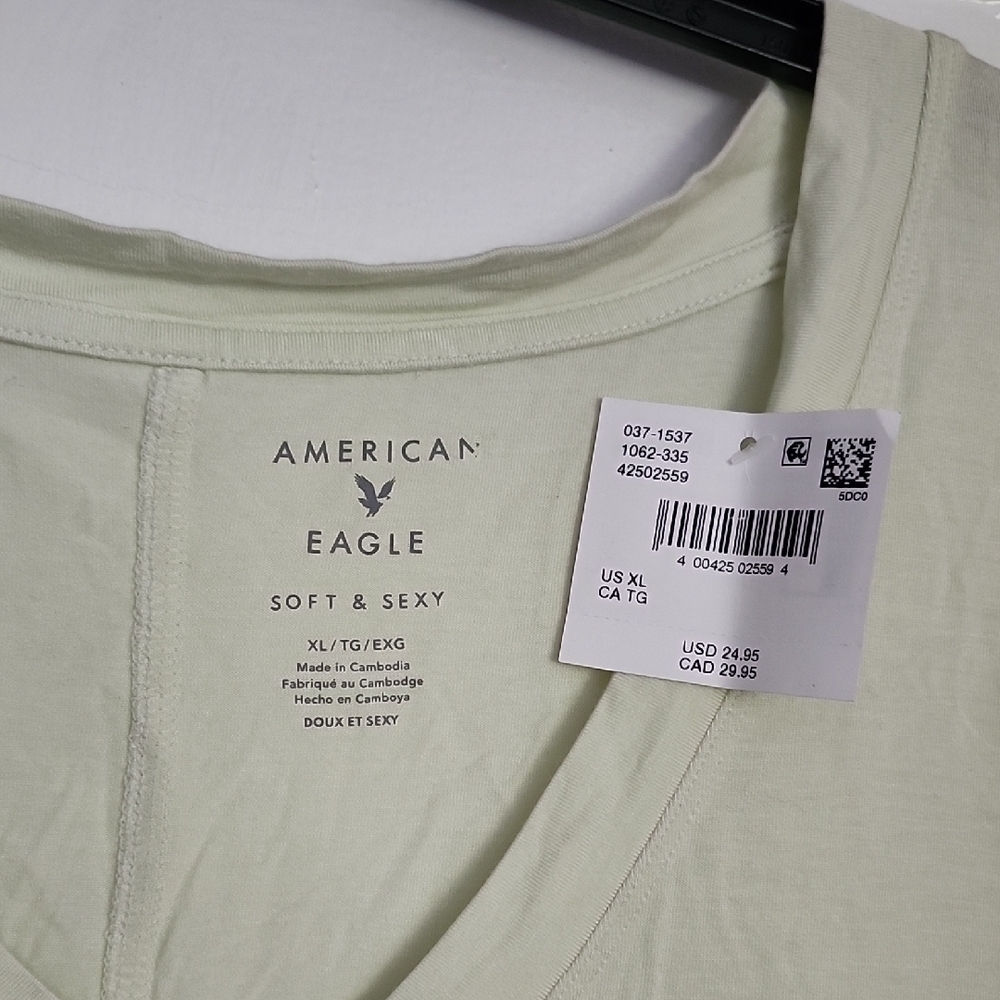 AMERICAN
EAGLE
SOFT & SEXY
XL/TG/EXG
Made in Cambodia
Fabriqué au Cambodge
Hecho en Camboya
DOUX ET SEXY
037-1537
1062-335
42502559
5DC0
4 00425 02559 4
US XL
CA TG
USD 24.95
CAD 29.95